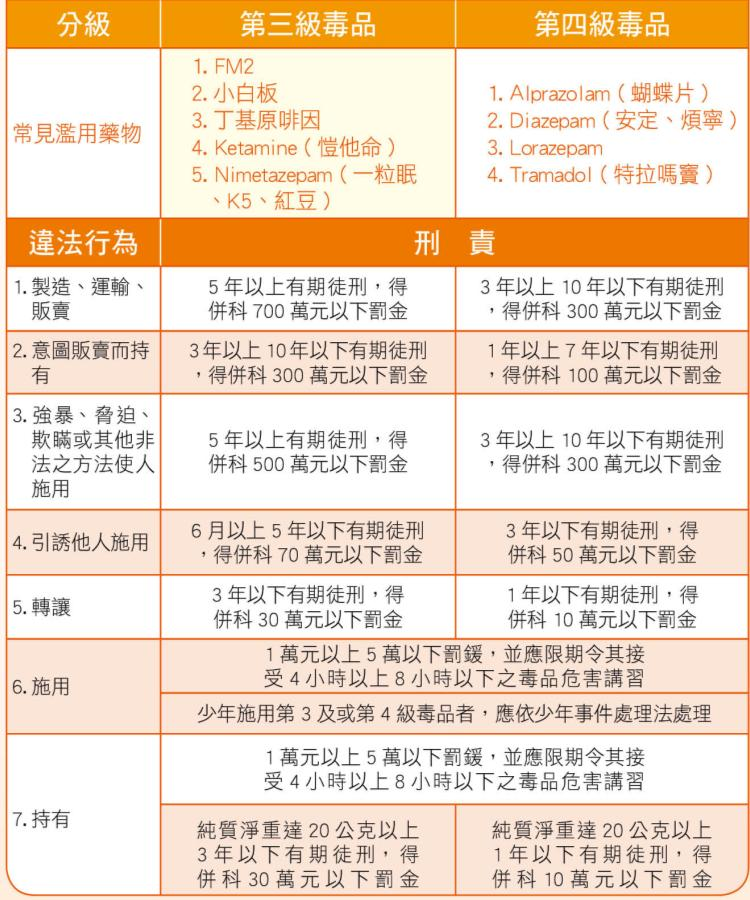 分級
第三級毒品
第四級毒品
常見濫用藥物
1. FM2
2. 小白板
3. 丁基原啡因
4. Ketamine（愷他命）
5. Nimetazepam（一粒眠
、K5、紅豆）
1. Alprazolam（蝴蝶片）
2. Diazepam（安定、煩寧）
3. Lorazepam
4. Tramadol（特拉嗎竇）
違法行為
刑 責
1. 製造、運輸、
販賣
5 年以上有期徒刑，得
併科 700 萬元以下罰金
3 年以上 10 年以下有期徒刑
，得併科 300 萬元以下罰金
2. 意圖販賣而持
有
3 年以上 10 年以下有期徒刑
，得併科 300 萬元以下罰金
1 年以上 7 年以下有期徒刑
，得併科 100 萬元以下罰金
3. 強暴、脅迫、
欺瞞或其他非
法之方法使人
施用
5 年以上有期徒刑，得
併科 500 萬元以下罰金
3 年以上 10 年以下有期徒刑
，得併科 300 萬元以下罰金
4. 引誘他人施用
6 月以上 5 年以下有期徒刑
，得併科 70 萬元以下罰金
3 年以下有期徒刑，得
併科 50 萬元以下罰金
5. 轉讓
3 年以下有期徒刑，得
併科 30 萬元以下罰金
1 年以下有期徒刑，得
併科 10 萬元以下罰金
6. 施用
1 萬元以上 5 萬以下罰鍰，並應限期令其接
受 4 小時以上 8 小時以下之毒品危害講習
少年施用第 3 及或第 4 級毒品者，應依少年事件處理法處理
7. 持有
1 萬元以上 5 萬以下罰鍰，並應限期令其接
受 4 小時以上 8 小時以下之毒品危害講習
純質淨重達 20 公克以上
3 年以下有期徒刑，得
併科 30 萬元以下罰金
純質淨重達 20 公克以上
1 年以下有期徒刑，得
併科 10 萬元以下罰金